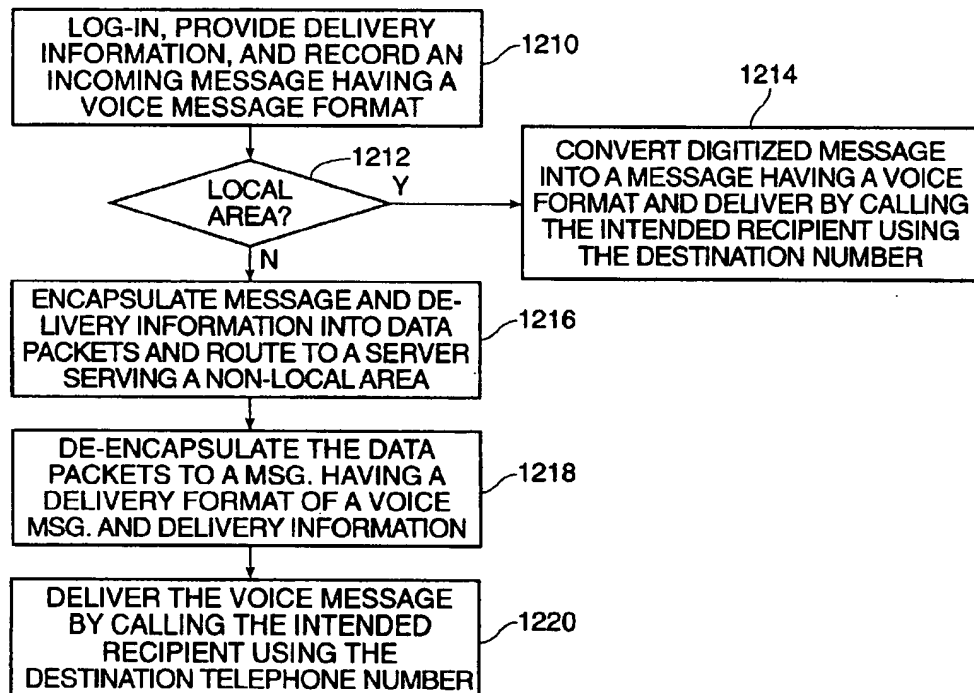 LOG-IN, PROVIDE DELIVERY
INFORMATION, AND RECORD AN
INCOMING MESSAGE HAVING A
VOICE MESSAGE FORMAT
1210
1212
LOCAL
AREA?
Y
N
1214
CONVERT DIGITIZED MESSAGE
INTO A MESSAGE HAVING A VOICE
FORMAT AND DELIVER BY CALLING
THE INTENDED RECIPIENT USING
THE DESTINATION NUMBER
ENCAPSULATE MESSAGE AND DE-
LIVERY INFORMATION INTO DATA
PACKETS AND ROUTE TO A SERVER
SERVING A NON-LOCAL AREA
1216
DE-ENCAPSULATE THE DATA
PACKETS TO A MSG. HAVING A
DELIVERY FORMAT OF A VOICE
MSG. AND DELIVERY INFORMATION
1218
DELIVER THE VOICE MESSAGE
BY CALLING THE INTENDED
RECIPIENT USING THE
DESTINATION TELEPHONE NUMBER
1220